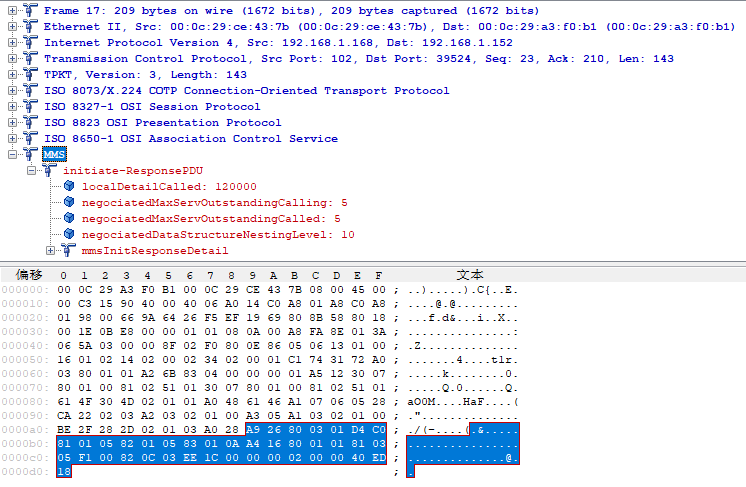 Frame 17: 209 bytes on wire (1672 bits), 209 bytes captured (1672 bits)
Ethernet II, Src: 00:0c:29:ce:43:7b (00:0c:29:ce:43:7b), Dst: 00:0c:29:a3:f0:b1 (00:0c:29:a3:f0:b1)
Internet Protocol Version 4, Src: 192.168.1.168, Dst: 192.168.1.152
Transmission Control Protocol, Src Port: 102, Dst Port: 39524, Seq: 23, Ack: 210, Len: 143
TPKT, Version: 3, Length: 143
ISO 8073/X.224 COTP Connection-Oriented Transport Protocol
ISO 8327-1 OSI Session Protocol
ISO 8823 OSI Presentation Protocol
ISO 8650-1 OSI Association Control Service
MMS
initiate-ResponsePDU
localDetailCalled: 120000
negociatedMaxServOutstandingCalling: 5
negociatedMaxServOutstandingCalled: 5
negociatedDataStructureNestingLevel: 10
mmsInitResponseDetail
偏移 0 1 2 3 4 5 6 7 8 9 A B C D E F 文本
000000: 00 0C 29 A3 F0 B1 00 0C 29 CE 43 7B 08 00 45 00 ; ..).....).C{..E.
000010: 00 C3 15 90 40 00 40 06 A0 14 C0 A8 01 A8 C0 A8 ; ....@.@.........
000020: 01 98 00 66 9A 64 26 F5 EF 19 69 80 8B 58 80 18 ; ...f.d&...i..X..
000030: 00 1E 0B E8 00 00 01 01 08 0A 00 A8 FA 8E 01 3A ; ...............:
000040: 06 5A 03 00 00 8F 02 F0 80 0E 86 05 06 13 01 00 ; .Z..............
000050: 16 01 02 14 02 00 02 34 02 00 01 C1 74 31 72 A0 ; .......4....t1r.
000060: 03 80 01 01 A2 6B 83 04 00 00 00 01 A5 12 30 07 ; .....k........0.
000070: 80 01 00 81 02 51 01 30 07 80 01 00 81 02 51 01 ; .....Q.0......Q.
000080: 61 4F 30 4D 02 01 01 A0 48 61 46 A1 07 06 05 28 ; aO0M....HaF....(
000090: CA 22 02 03 A2 03 02 01 00 A3 05 A1 03 02 01 00 ; ."..............
0000a0: BE 2F 28 2D 02 01 03 A0 28 A9 26 80 03 01 D4 C0 ; ./(-....(.&.....
0000b0: 81 01 05 82 01 05 83 01 0A A4 16 80 01 01 81 03 ; ................
0000c0: 05 F1 00 82 0C 03 EE 1C 00 00 00 02 00 00 40 ED ; ..............@.
0000d0: 18 ; .